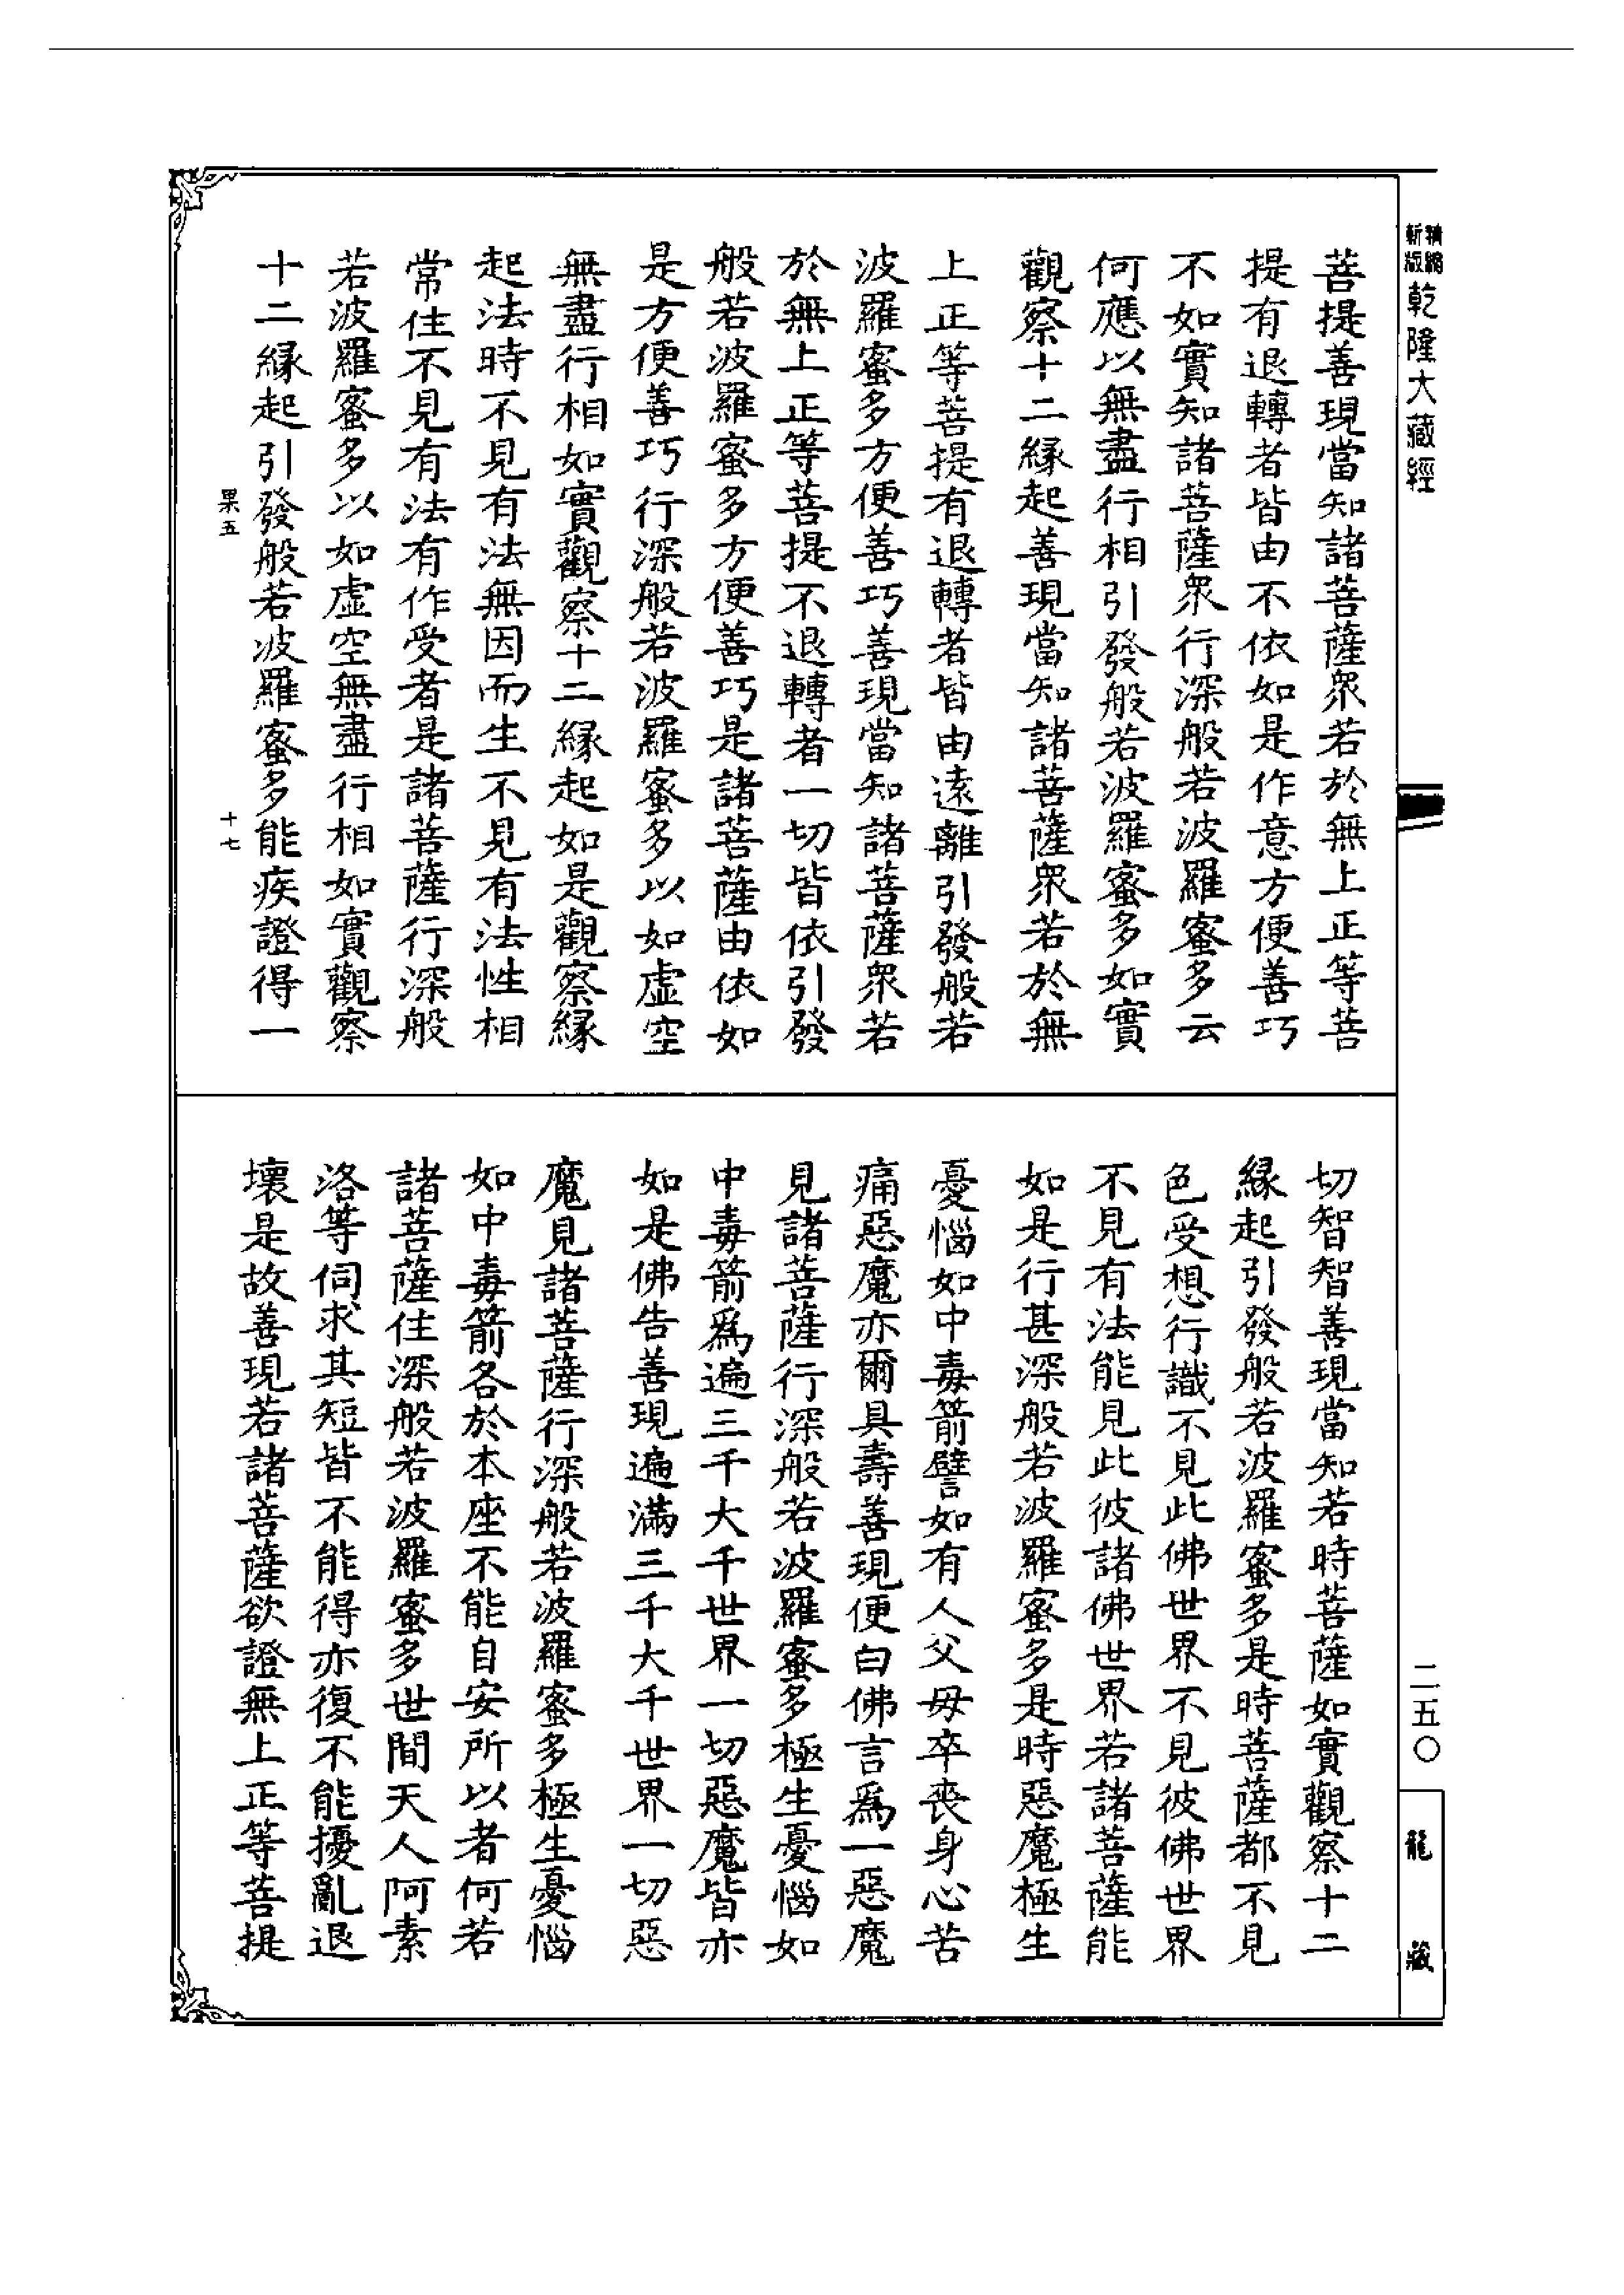 精縮新版乾隆大藏經
二五〇
龍藏
菩提善現當知諸菩薩衆若於無上正等菩
提有退轉者皆由不依如是作意方便善巧
不如實知諸菩薩衆行深般若波羅蜜多云
何應以無盡行相引發般若波羅蜜多如實
觀察十二緣起善現當知諸菩薩衆若於無
上正等菩提有退轉者皆由遠離引發般若
波羅蜜多方便善巧善現當知諸菩薩衆若
於無上正等菩提不退轉者一切皆依引發
般若波羅蜜多方便善巧是諸菩薩由依如
是方便善巧行深般若波羅蜜多以如虛空
無盡行相如實觀察十二緣起如是觀察緣
起法時不見有法無因而生不見有法性相
常住不見有法有作受者是諸菩薩行深般
若波羅蜜多以如虛空無盡行相如實觀察
十二緣起引發般若波羅蜜多能疾證得一
果五 十七
切智智善現當知若時菩薩如實觀察十二
緣起引發般若波羅蜜多是時菩薩都不見
色受想行識不見此佛世界不見彼佛世界
不見有法能見此彼諸佛世界若諸菩薩能
如是行甚深般若波羅蜜多是時惡魔極生
憂惱如中毒箭譬如有人父母卒喪身心苦
痛惡魔亦爾具壽善現便白佛言爲一惡魔
見諸菩薩行深般若波羅蜜多極生憂惱如
中毒箭爲遍三千大千世界一切惡魔皆亦
如是佛告善現遍滿三千大千世界一切惡
魔見諸菩薩行深般若波羅蜜多極生憂惱
如中毒箭各於本座不能自安所以者何若
諸菩薩住深般若波羅蜜多世間天人阿素
洛等伺求其短皆不能得亦復不能擾亂退
壞是故善現若諸菩薩欲證無上正等菩提